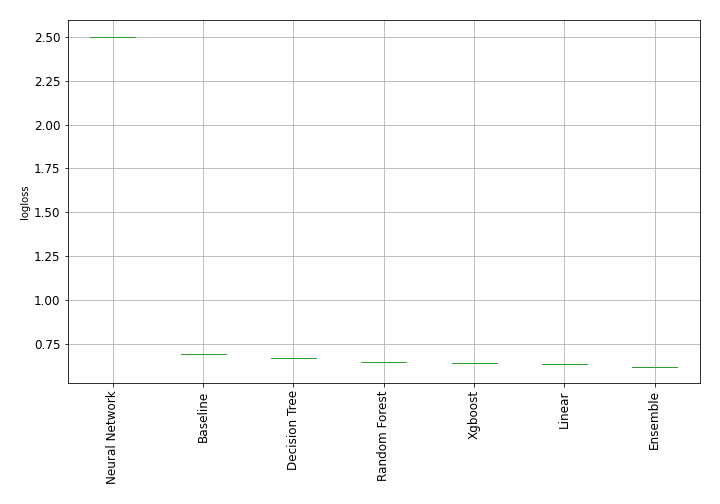 2.50
2.25
2.00
1.75
1.50
1.25
1.00
0.75
logloss
Neural Network
Baseline
Decision Tree
Random Forest
Xgboost
Linear
Ensemble